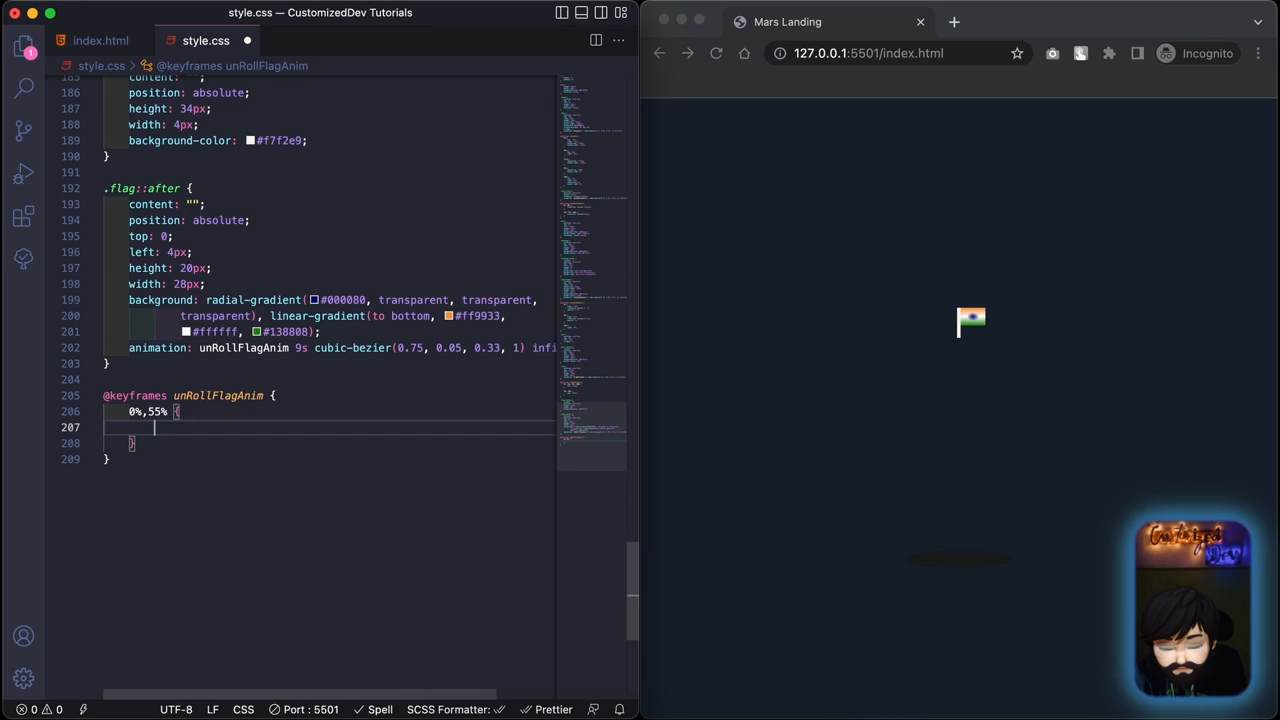 style.css — CustomizedDev Tutorials
index.html
style.css
style.css > @keyframes unRollFlagAnim
185 content: "";
186 position: absolute;
187 height: 34px;
188 width: 4px;
189 background-color: #f7f2e9;
190 }
191
192 .flag::after {
193 content: "";
194 position: absolute;
195 top: 0;
196 left: 4px;
197 height: 20px;
198 width: 28px;
199 background: radial-gradient(#000080, transparent, transparent,
200 transparent), linear-gradient(to bottom, #ff9933,
201 #ffffff, #138808);
202 animation: unRollFlagAnim 9s cubic-bezier(0.75, 0.05, 0.33, 1) infi
203 }
204
205 @keyframes unRollFlagAnim {
206 0%,55% {
207
208 }
209 }
1
0 0
UTF-8
LF
CSS
Port : 5501
Spell
SCSS Formatter:
Prettier
Mars Landing
127.0.0.1:5501/index.html
Incognito
Customized
Dev